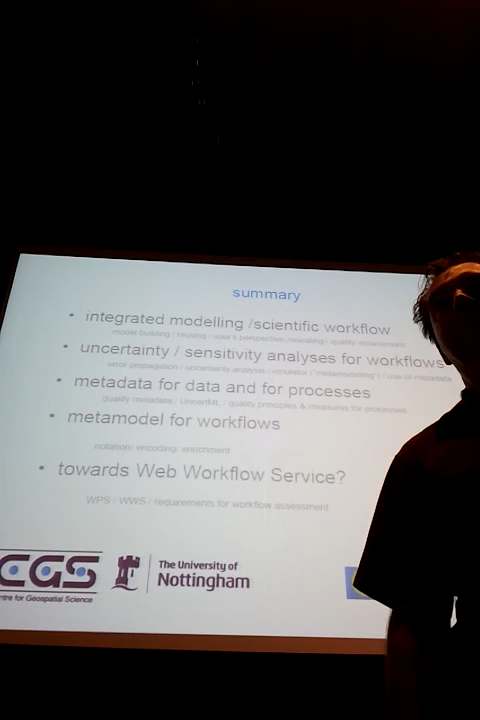 summary
• integrated modelling /scientific workflow
model building / reusing / user's perspective /rescaling / quality assessment
• uncertainty / sensitivity analyses for workflows
error propagation / uncertainty analysis / emulator ("metamodelling") / use of metadata
• metadata for data and for processes
quality metadata / UncertML / quality principles & measures for processes
• metamodel for workflows
notation/ encoding/ enrichment
• towards Web Workflow Service?
WPS / WWS / requirements for workflow assessment
CGS
ntre for Geospatial Science
The University of
Nottingham